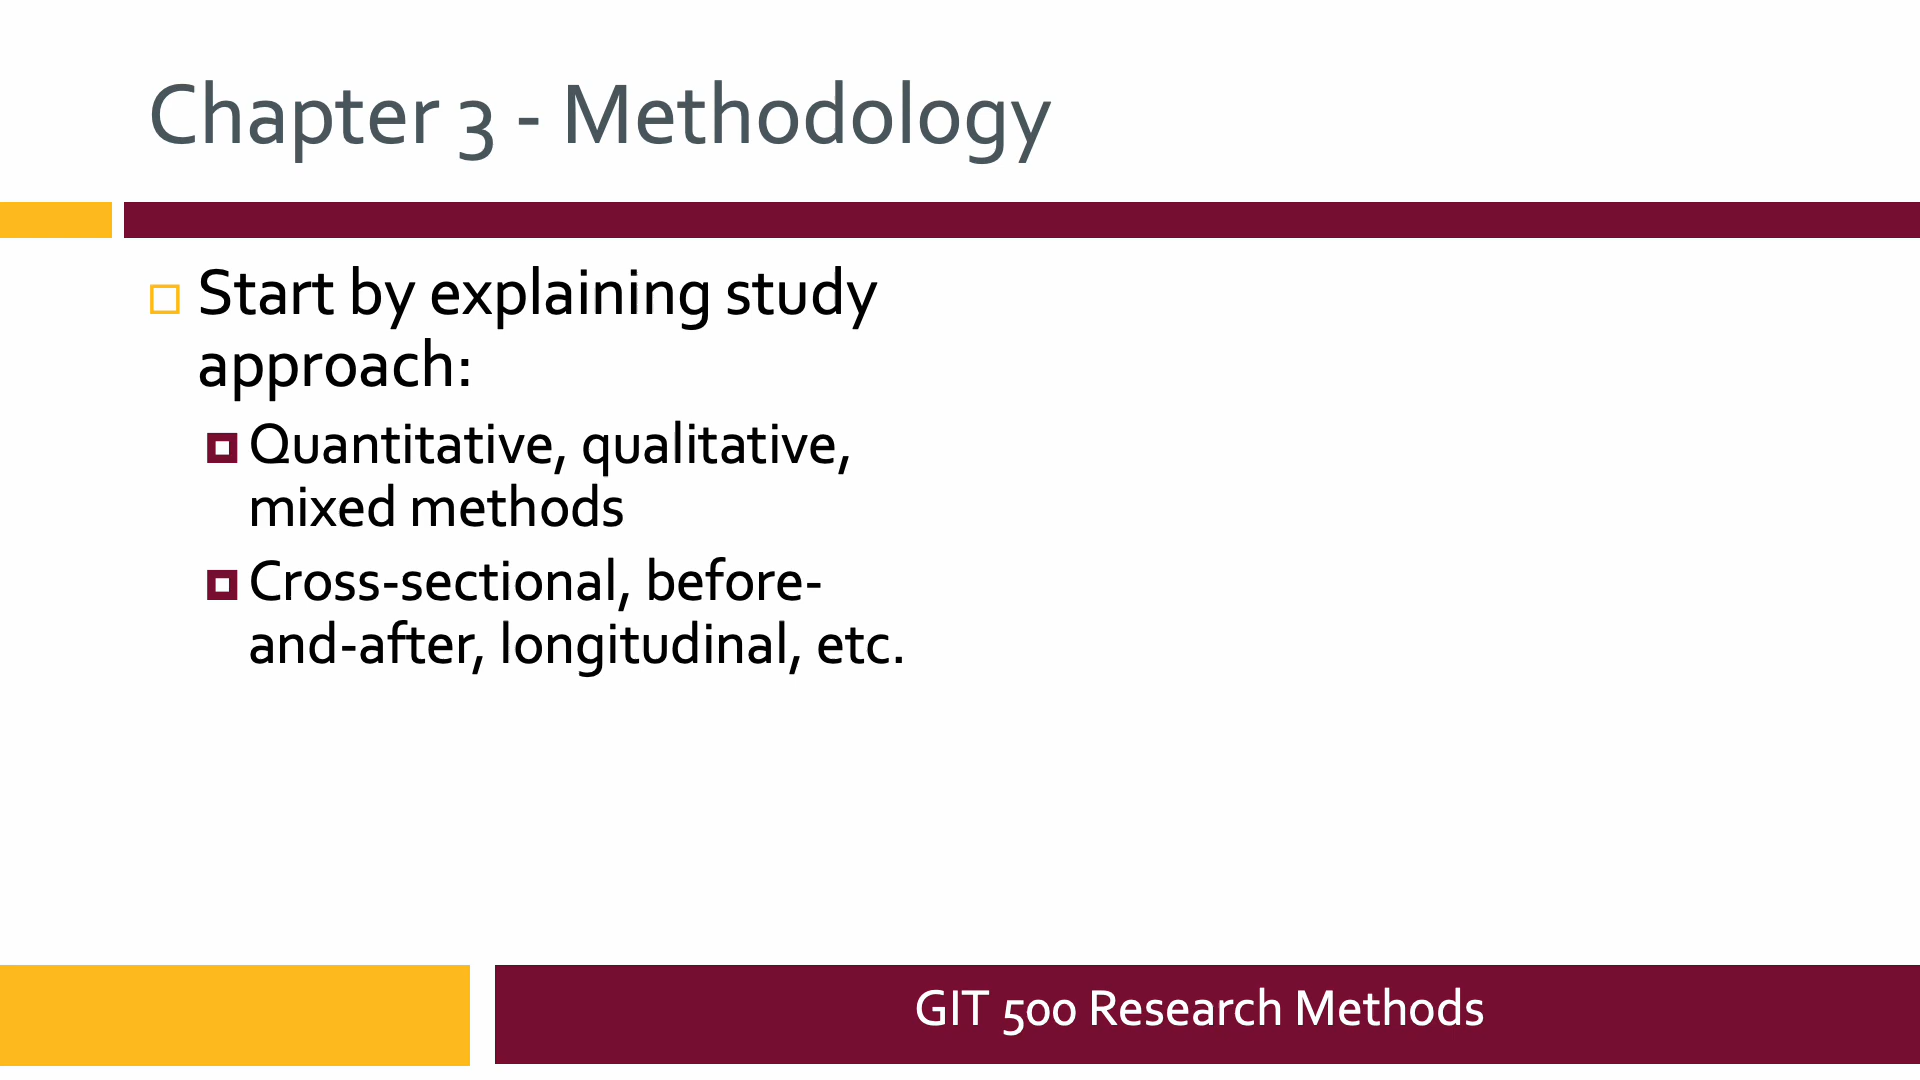 Chapter 3 - Methodology
Start by explaining study
approach:
Quantitative, qualitative,
mixed methods
Cross-sectional, before-
and-after, longitudinal, etc.
GIT 500 Research Methods